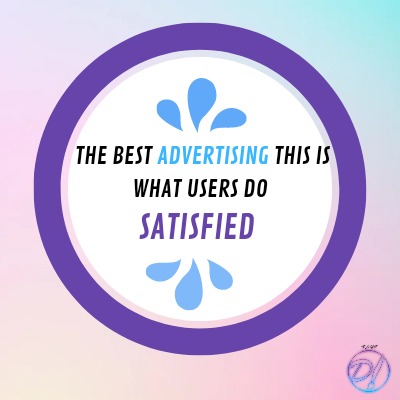 THE BEST ADVERTISING THIS IS
WHAT USERS DO
SATISFIED